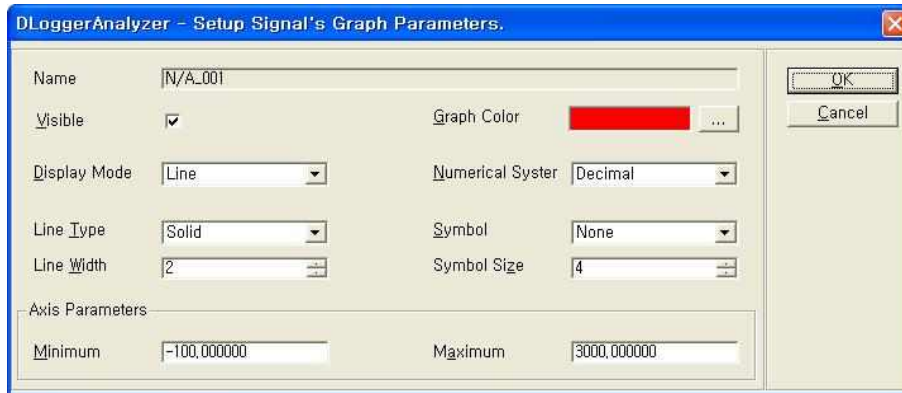 DLoggerAnalyzer - Setup Signal's Graph Parameters.
Name N/A_001
OK
Visible Graph Color ...
Cancel
Display Mode Line Numerical Syster Decimal
Line Type Solid Symbol None
Line Width 2 Symbol Size 4
Axis Parameters
Minimum -100,000000 Maximum 3000,000000